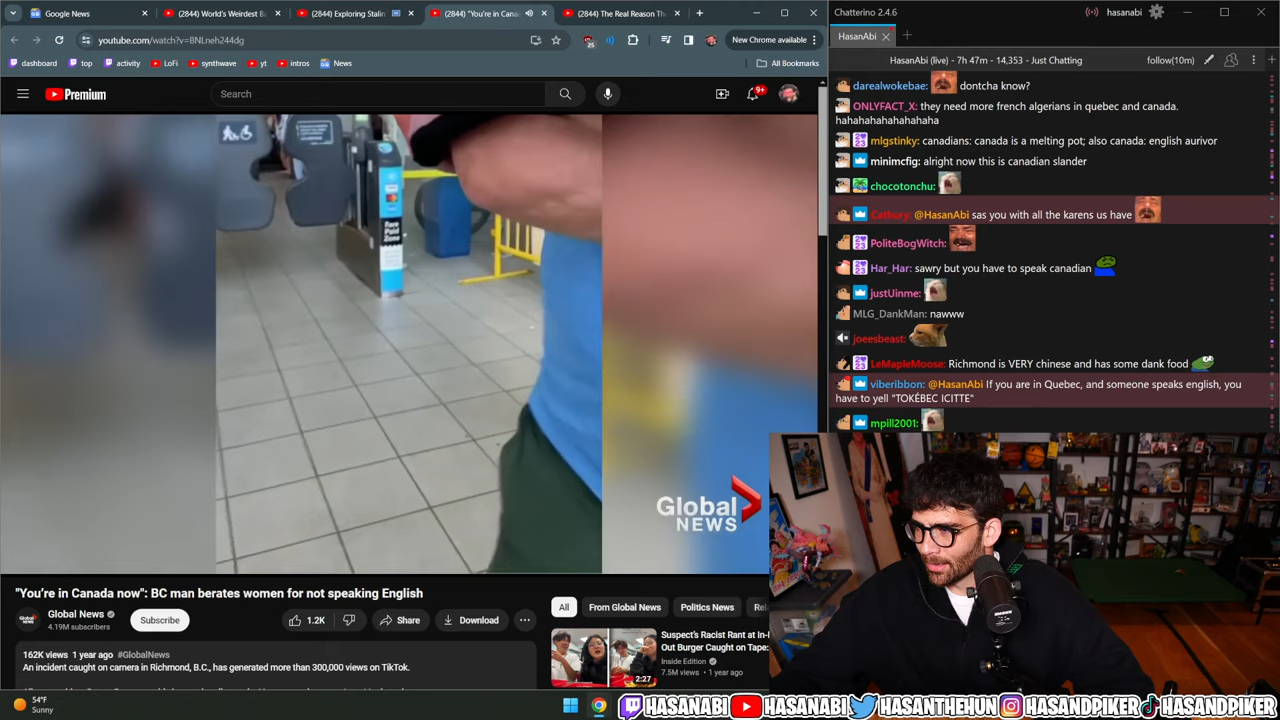 Google News
(2844) World's Weirdest B
(2844) Exploring Stalin
(2844) "You're in Cana
(2844) The Real Reason Th
youtube.com/watch?v=BNLneh244dg
25
New Chrome available
dashboard
top
activity
LoFi
synthwave
yt
intros
News
All Bookmarks
Premium
Search
9+
Fare
Paid
Zone
Global
NEWS
"You're in Canada now": BC man berates women for not speaking English
Global News
4.19M subscribers
Subscribe
1.2K
Share
Download
162K views 1 year ago #GlobalNews
An incident caught on camera in Richmond, B.C., has generated more than 300,000 views on TikTok.
All
From Global News
Politics News
Suspect's Racist Rant at In-
Out Burger Caught on Tape:
Inside Edition
7.5M views • 1 year ago
2:27
54°F
Sunny
Chatterino 2.4.6
hasanabi
HasanAbi
HasanAbi (live) - 7h 47m - 14,353 - Just Chatting
follow(10m)
darealwokebae: dontcha know?
ONLYFACT_X: they need more french algerians in quebec and canada.
hahahahahahahaha
mlgstinky: canadians: canada is a melting pot; also canada: english aurivor
minimcfig: alright now this is canadian slander
chocotonchu:
Cathury: @HasanAbi sas you with all the karens us have
PoliteBogWitch:
Har_Har: sawry but you have to speak canadian
justUinme:
MLG_DankMan: nawww
joeesbeast:
LeMapleMoose: Richmond is VERY chinese and has some dank food
viberibbon: @HasanAbi If you are in Quebec, and someone speaks english, you
have to yell "TOKÉBEC ICITTE"
mpill2001:
HASANABI
HASANABI
HASANTHEHUN
HASANDPIKER
HASANDPIKER